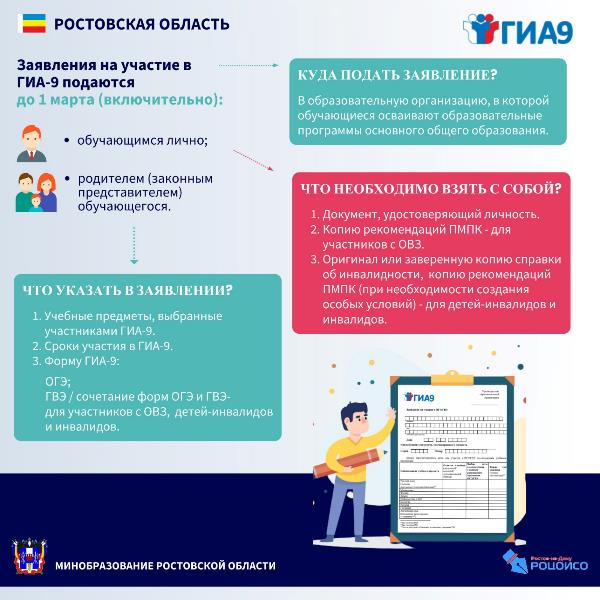 РОСТОВСКАЯ ОБЛАСТЬ
ГИА9
Заявления на участие в
ГИА-9 подаются
до 1 марта (включительно):
• обучающимся лично;
• родителем (законным
представителем)
обучающегося.
КУДА ПОДАТЬ ЗАЯВЛЕНИЕ?
В образовательную организацию, в которой
обучающиеся осваивают образовательные
программы основного общего образования.
ЧТО НЕОБХОДИМО ВЗЯТЬ С СОБОЙ?
1. Документ, удостоверяющий личность.
2. Копию рекомендаций ПМПК - для
участников с ОВЗ.
3. Оригинал или заверенную копию справки
об инвалидности, копию рекомендаций
ПМПК (при необходимости создания
особых условий) - для детей-инвалидов и
инвалидов.
ЧТО УКАЗАТЬ В ЗАЯВЛЕНИИ?
1. Учебные предметы, выбранные
участниками ГИА-9.
2. Сроки участия в ГИА-9.
3. Форму ГИА-9:
ОГЭ;
ГВЭ / сочетание форм ОГЭ и ГВЭ-
для участников с ОВЗ, детей-инвалидов
и инвалидов.
ГИА9
МИНОБРАЗОВАНИЕ РОСТОВСКОЙ ОБЛАСТИ
Ростов-на-Дону
РОЦОИСО